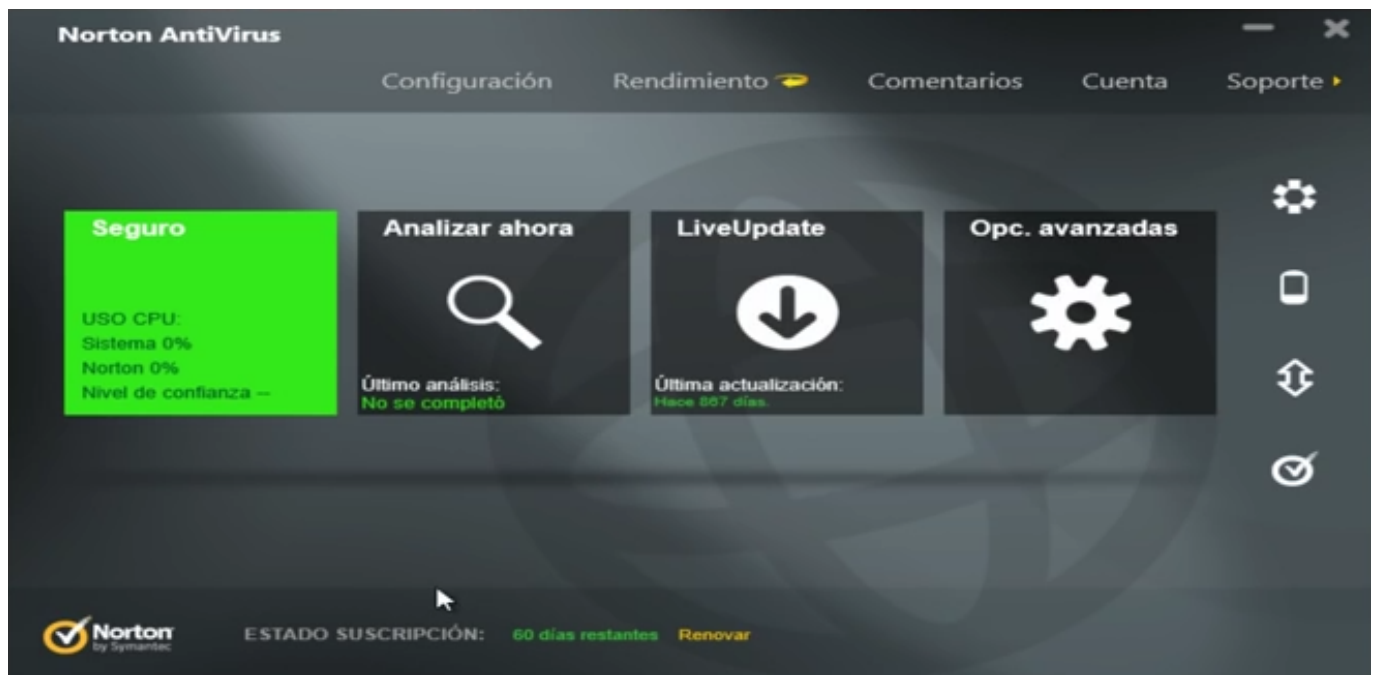 Norton AntiVirus
Configuración Rendimiento Comentarios Cuenta Soporte
Seguro
USO CPU:
Sistema 0%
Norton 0%
Nivel de confianza --
Analizar ahora
Último análisis:
No se completó
LiveUpdate
Última actualización:
Hace 867 días.
Opc. avanzadas
Norton
by Symantec
ESTADO SUSCRIPCIÓN: 60 días restantes Renovar